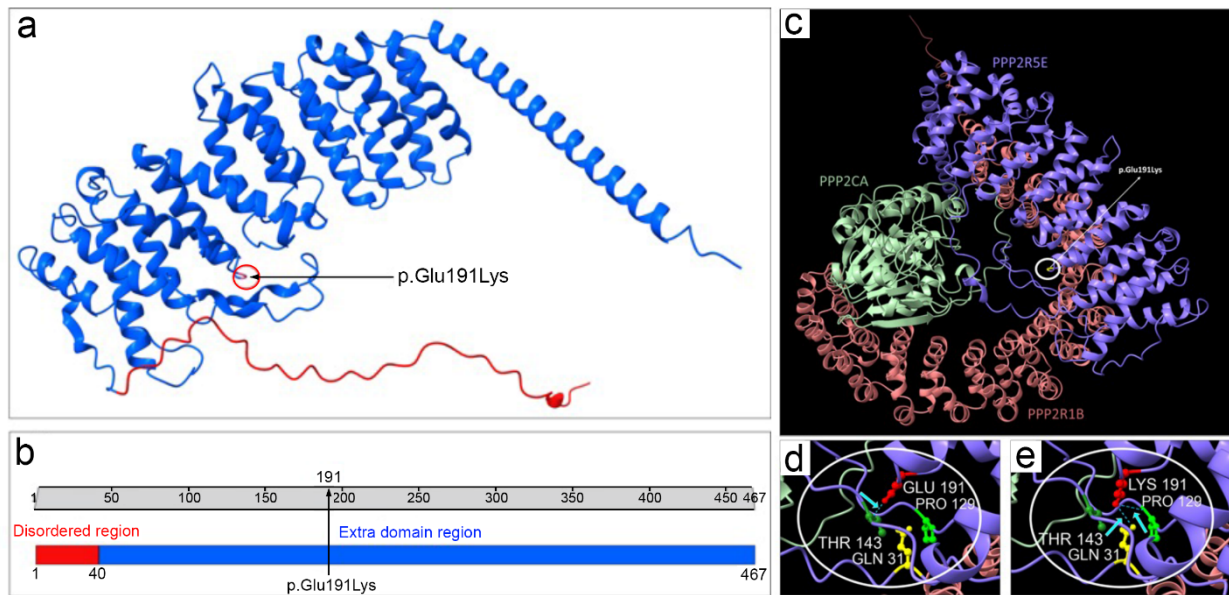 a
p.Glu191Lys
b
191
1 50 100 150 200 250 300 350 400 450 467
Disordered region Extra domain region
1 40 467
p.Glu191Lys
c
PPP2R5E
p.Glu191Lys
PPP2CA
PPP2R1B
d
GLU 191
PRO 129
THR 143
GLN 31
e
LYS 191
PRO 129
THR 143
GLN 31